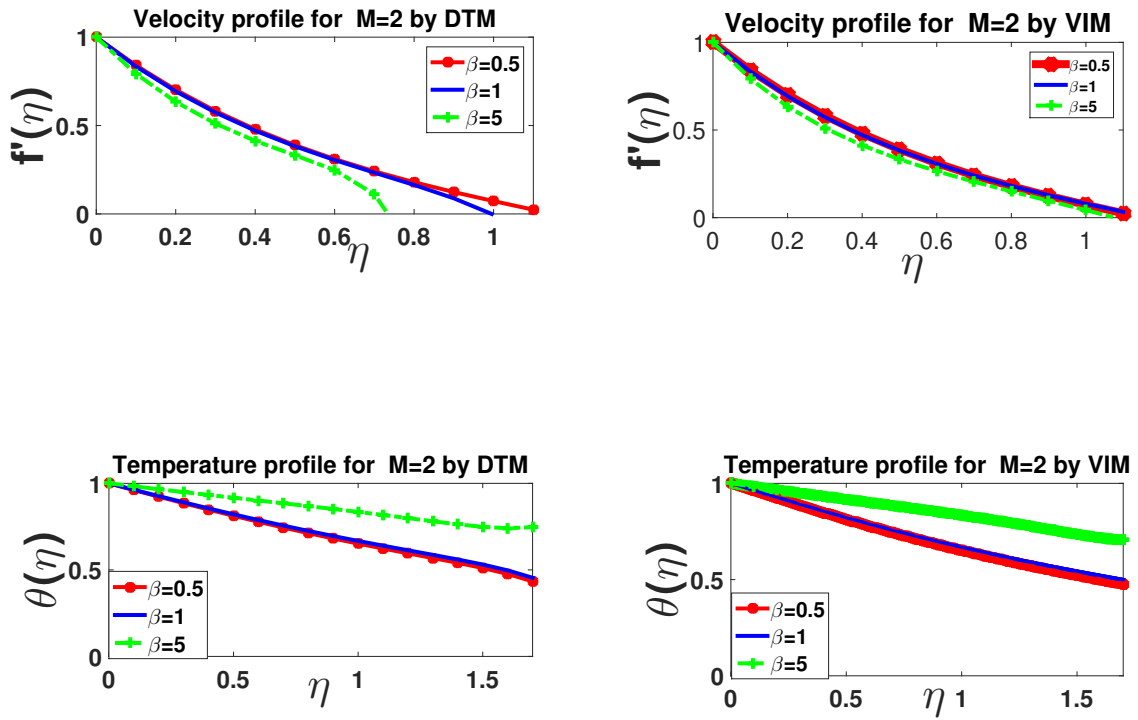 Velocity profile for M=2 by DTM
f'(η)
1
0.5
0
β=0.5
β=1
β=5
0 0.2 0.4 0.6 0.8 1
η
Velocity profile for M=2 by VIM
f'(η)
1
0.5
0
β=0.5
β=1
β=5
0 0.2 0.4 0.6 0.8 1
η
Temperature profile for M=2 by DTM
θ(η)
1
0.5
0
β=0.5
β=1
β=5
0 0.5 1 1.5
η
Temperature profile for M=2 by VIM
θ(η)
1
0.5
0
β=0.5
β=1
β=5
0 0.5 1 1.5
η